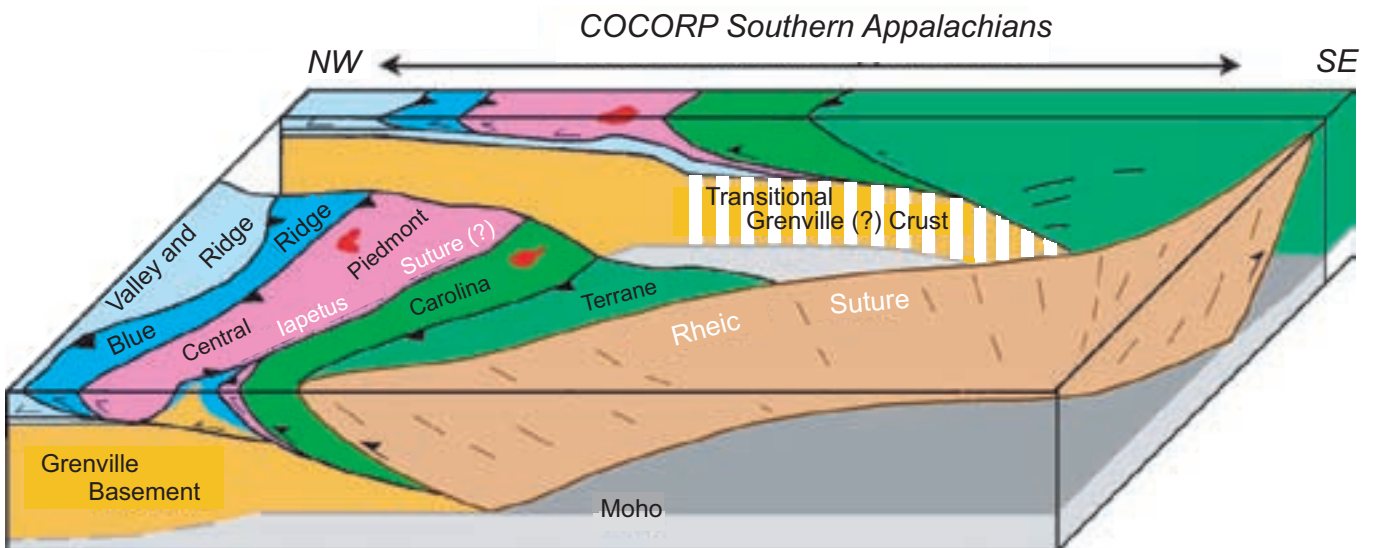 COCORP Southern Appalachians
NW
SE
Transitional
Grenville (?) Crust
Valley and
Ridge
Blue
Ridge
Central
Piedmont
Iapetus
Suture (?)
Carolina
Terrane
Rheic
Suture
Grenville
Basement
Moho